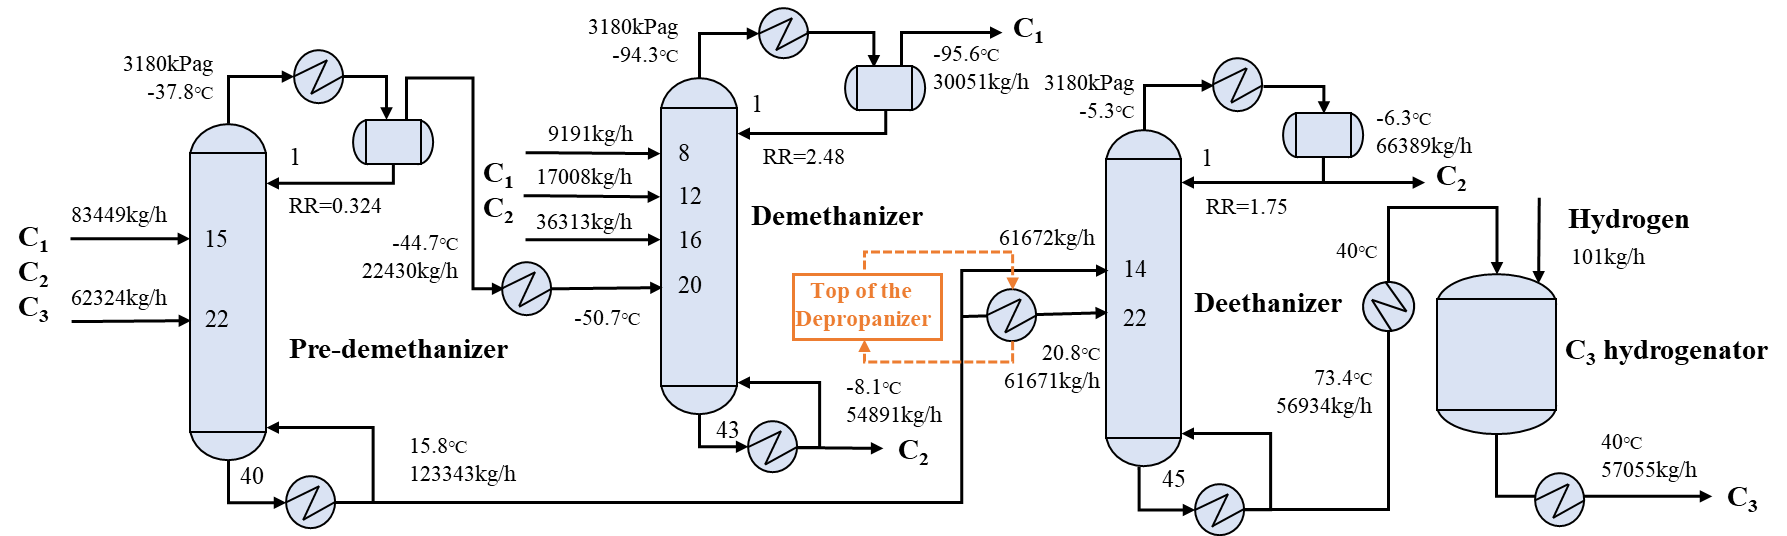 3180kPag
-37.8℃
1
RR=0.324
83449kg/h
C1
C2
C3
62324kg/h
15
22
-44.7℃
22430kg/h
Pre-demethanizer
40
15.8℃
123343kg/h
3180kPag
-94.3℃
C1
-95.6℃
30051kg/h
1
RR=2.48
9191kg/h
C1
17008kg/h
C2
36313kg/h
8
12
16
20
-50.7℃
Demethanizer
43
-8.1℃
54891kg/h
C2
Top of the
Depropanizer
3180kPag
-5.3℃
-6.3℃
66389kg/h
1
C2
RR=1.75
61672kg/h
14
22
20.8℃
61671kg/h
Deethanizer
45
40℃
73.4℃
56934kg/h
Hydrogen
101kg/h
C3 hydrogenator
40℃
57055kg/h
C3